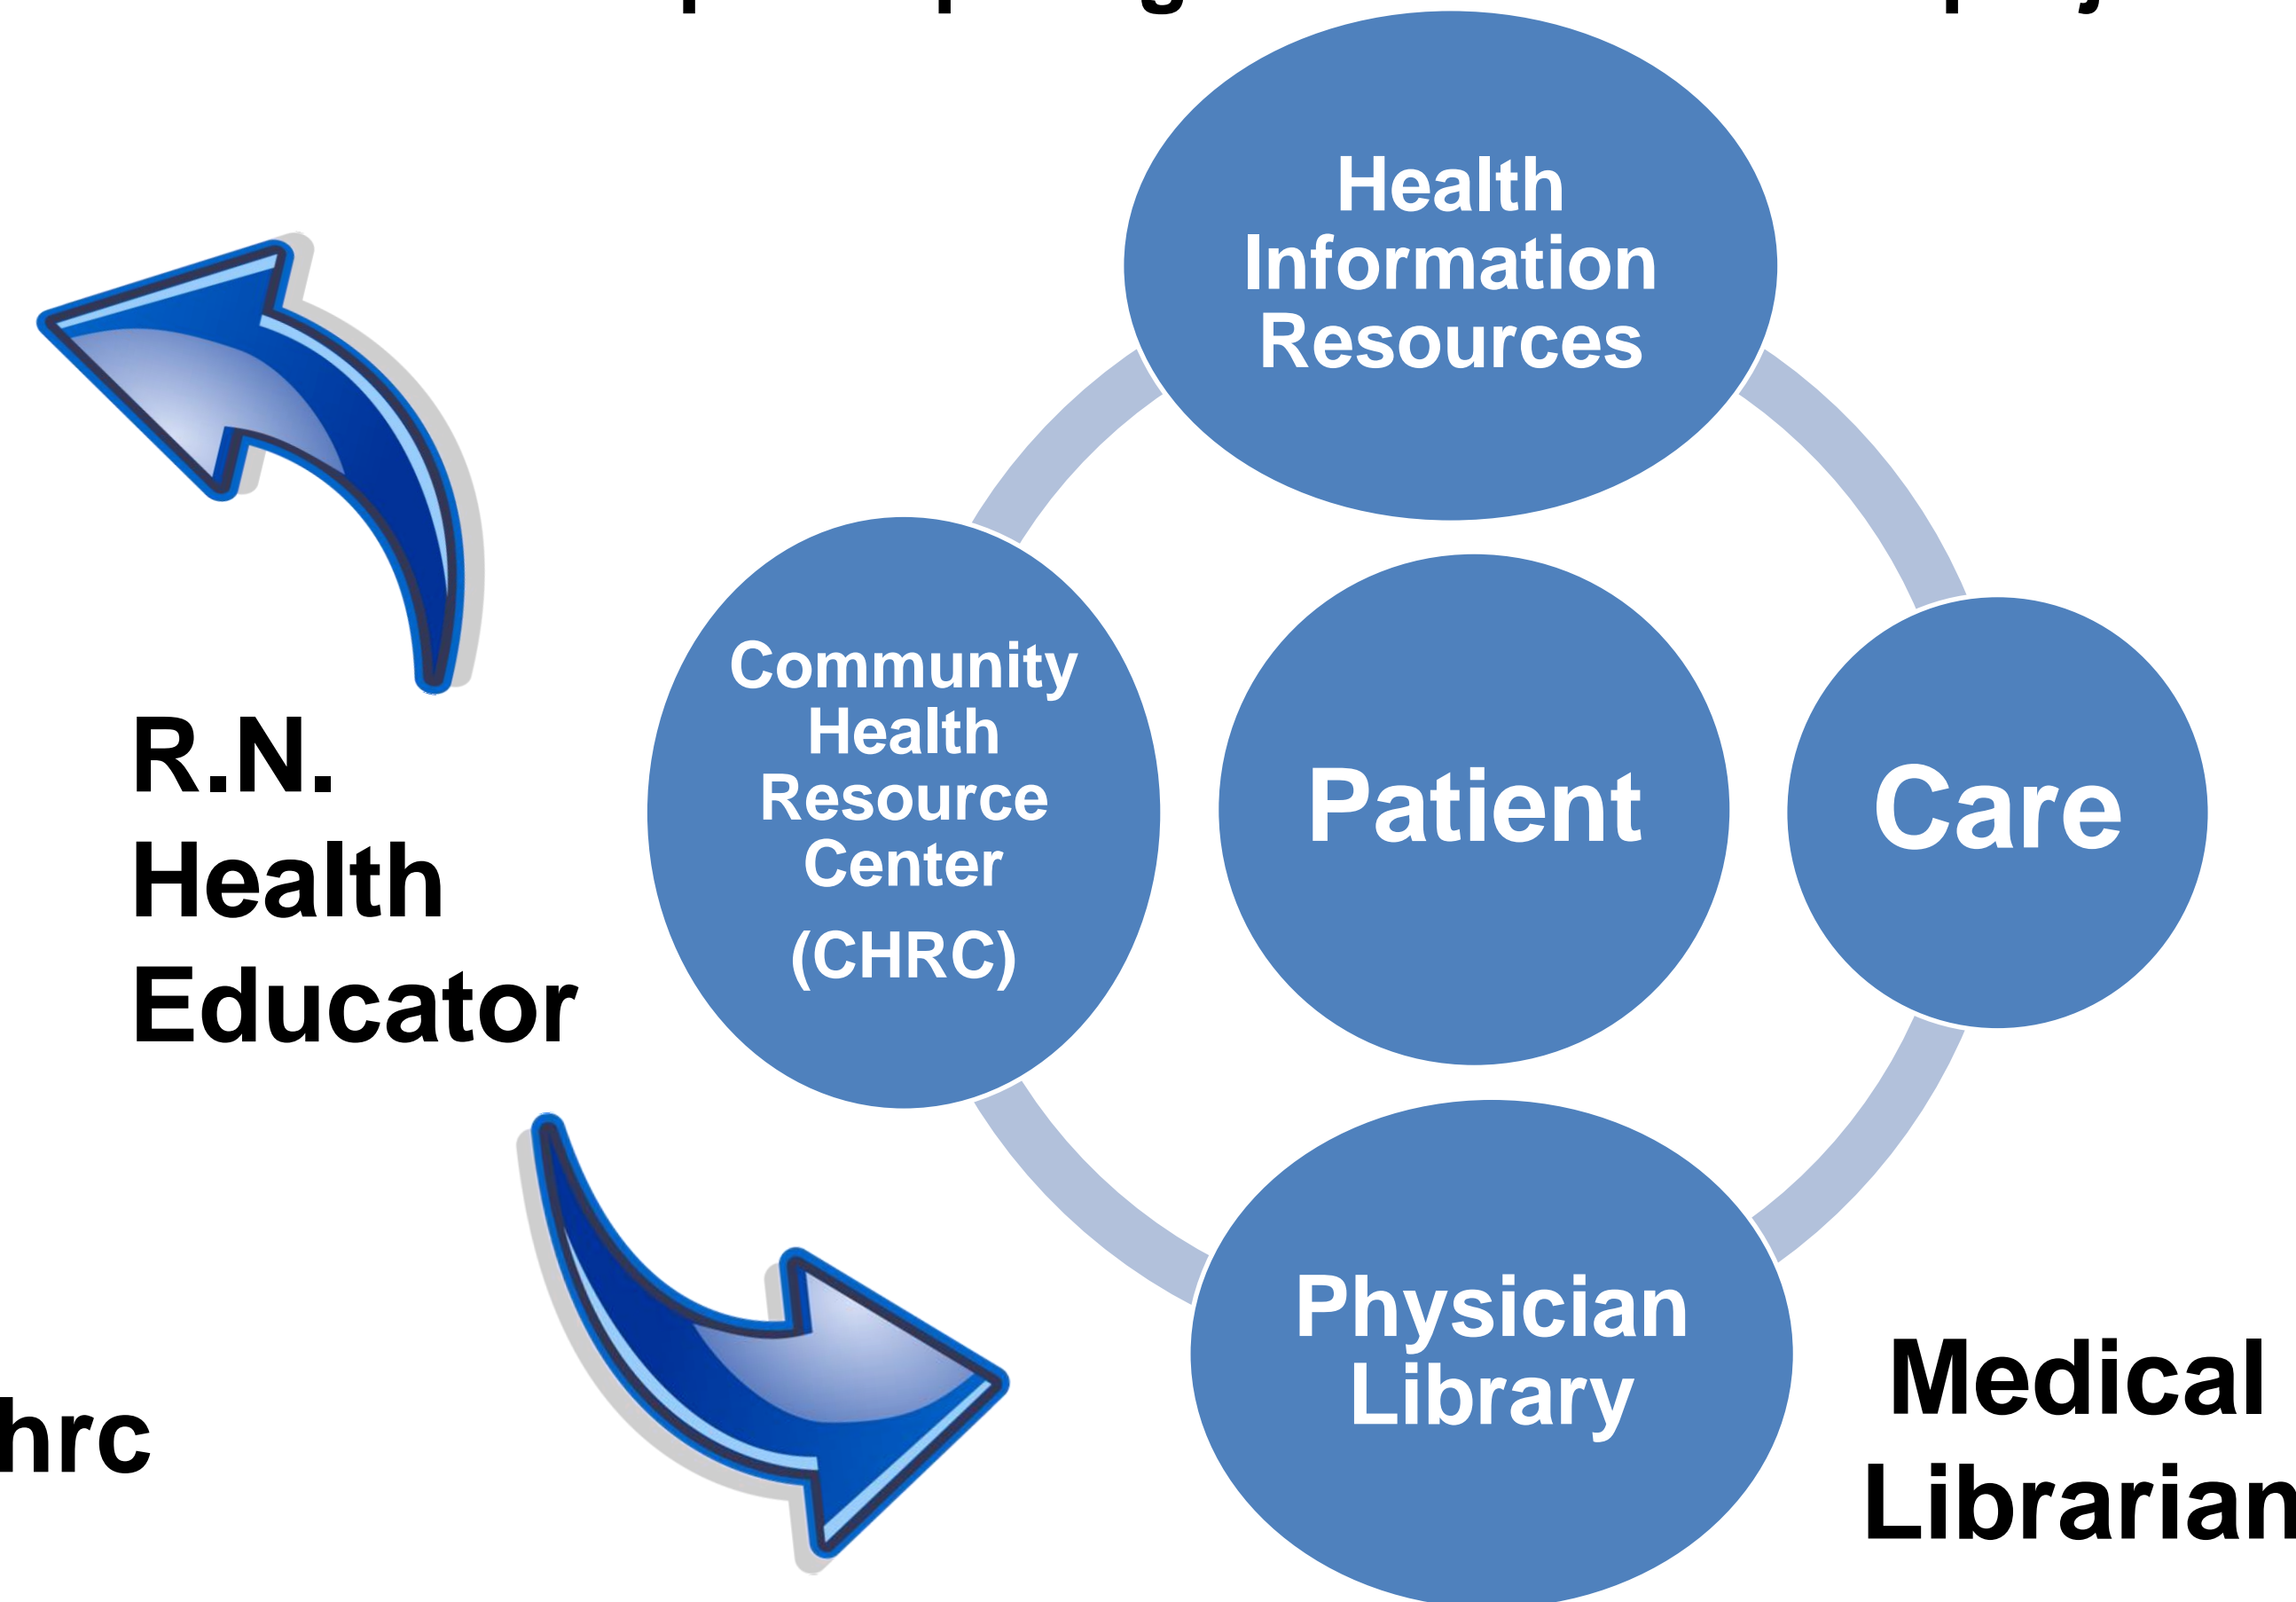 Health
Information
Resources
Community
Health
Resource
Center
(CHRC)
Patient
Care
R.N.
Health
Educator
Physician
Library
Medical
Librarian
hrc